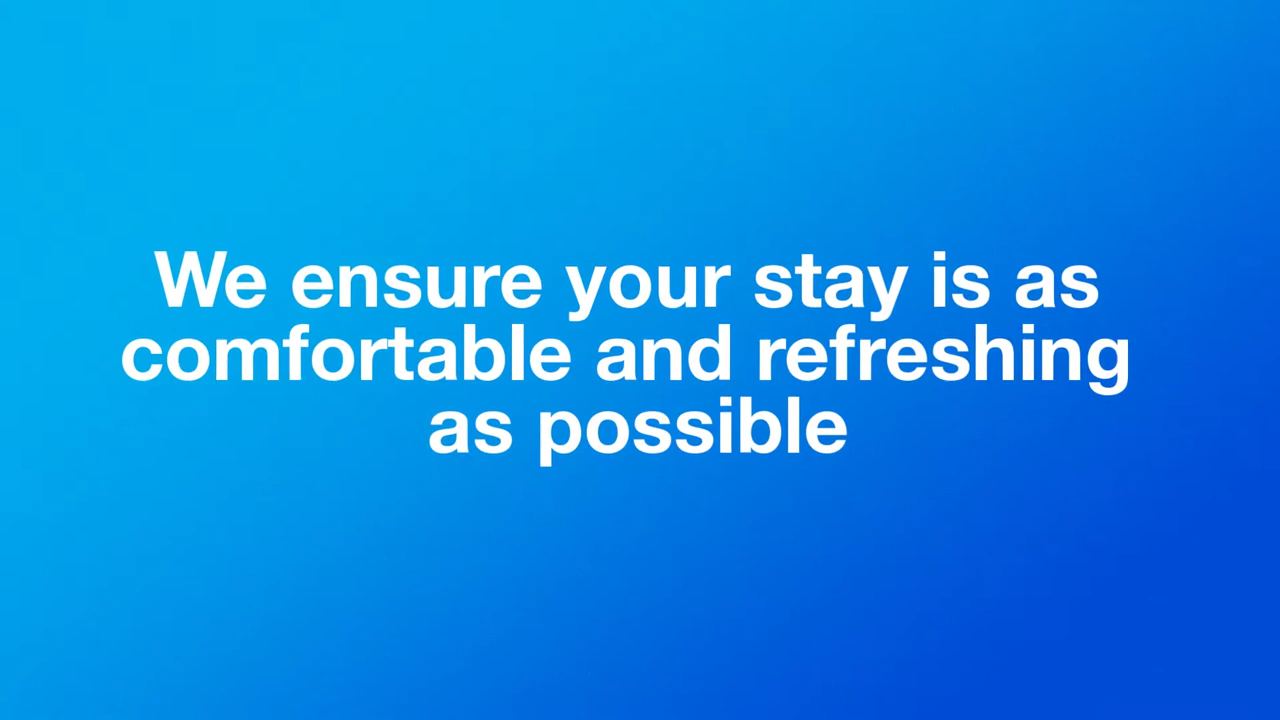 We ensure your stay is as
comfortable and refreshing
as possible